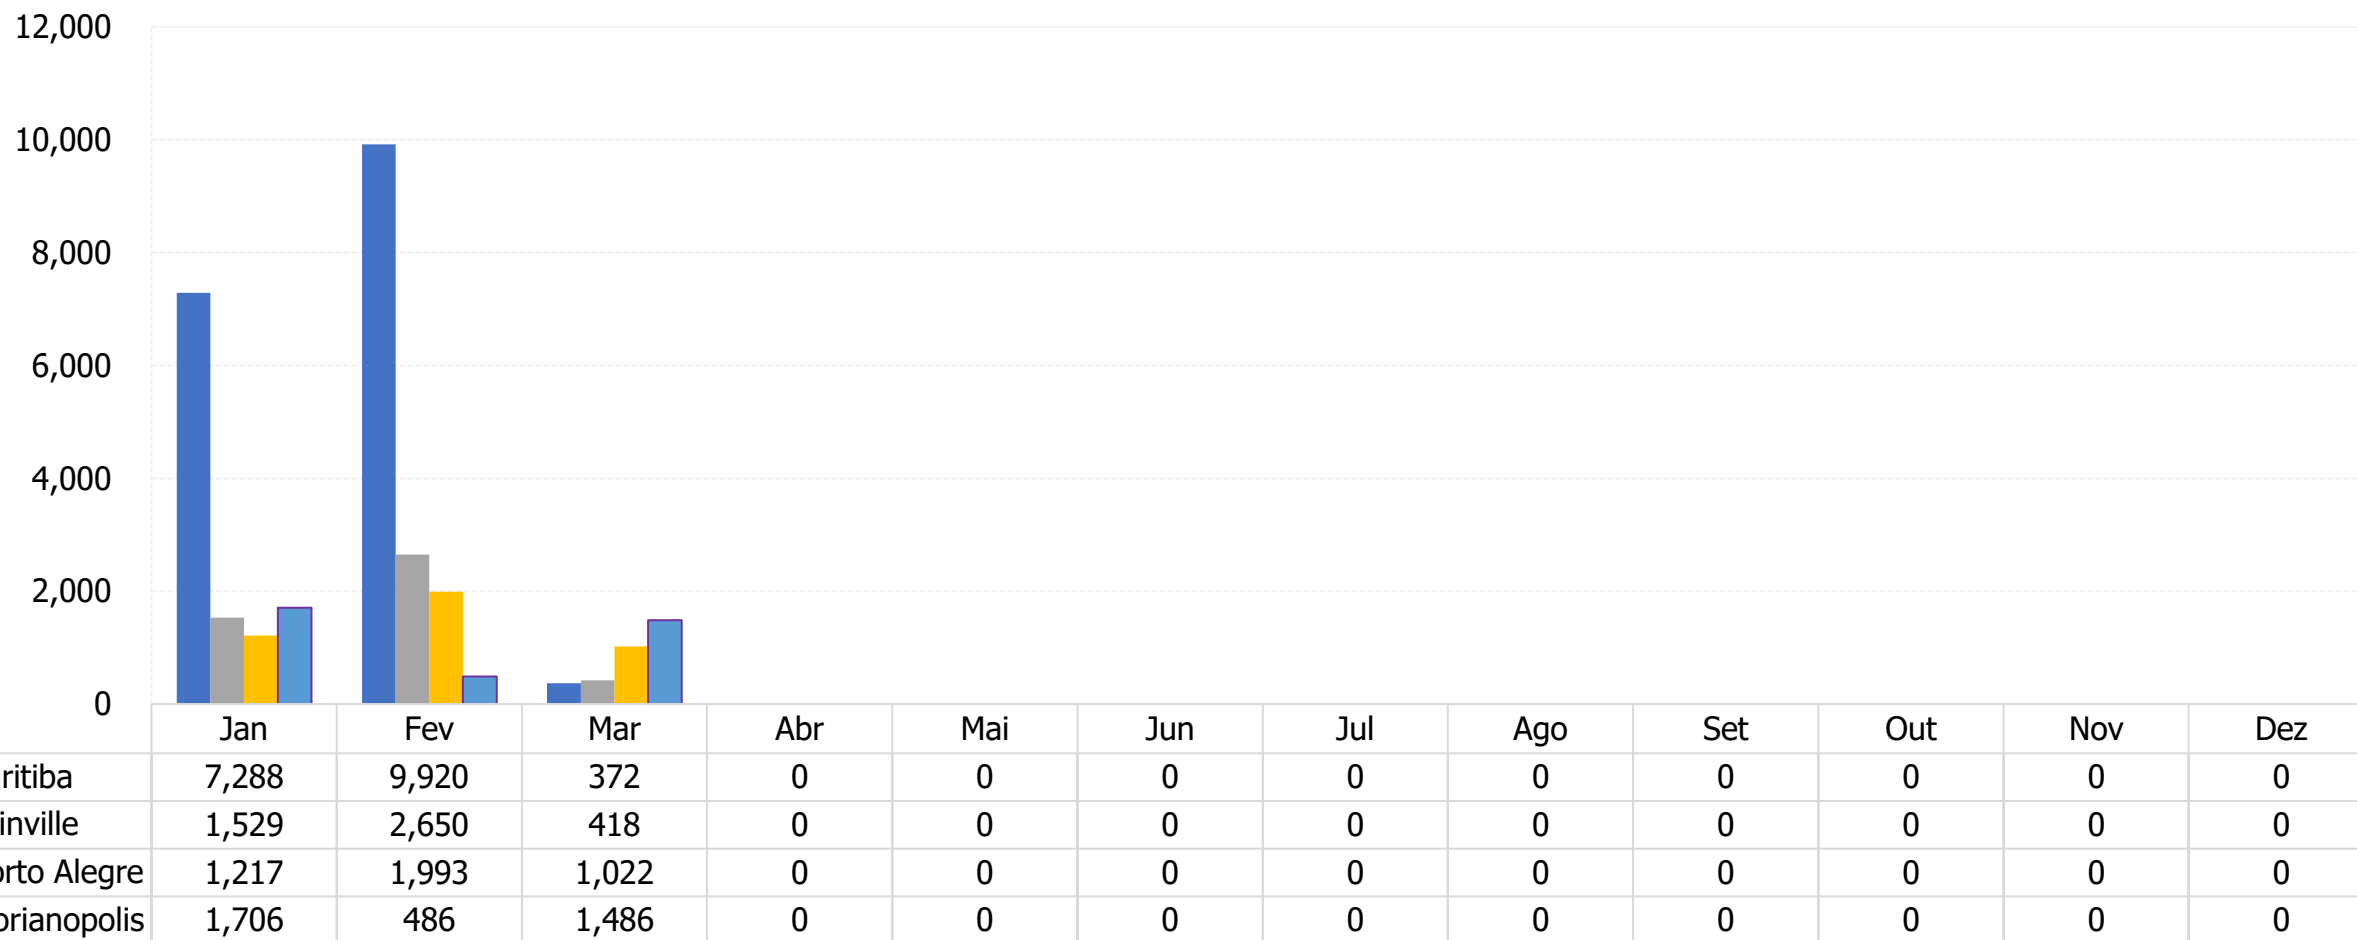 12,000
10,000
8,000
6,000
4,000
2,000
0
Jan Fev Mar Abr Mai Jun Jul Ago Set Out Nov Dez
ritiba 7,288 9,920 372 0 0 0 0 0 0 0 0 0
inville 1,529 2,650 418 0 0 0 0 0 0 0 0 0
orto Alegre 1,217 1,993 1,022 0 0 0 0 0 0 0 0 0
orianopolis 1,706 486 1,486 0 0 0 0 0 0 0 0 0